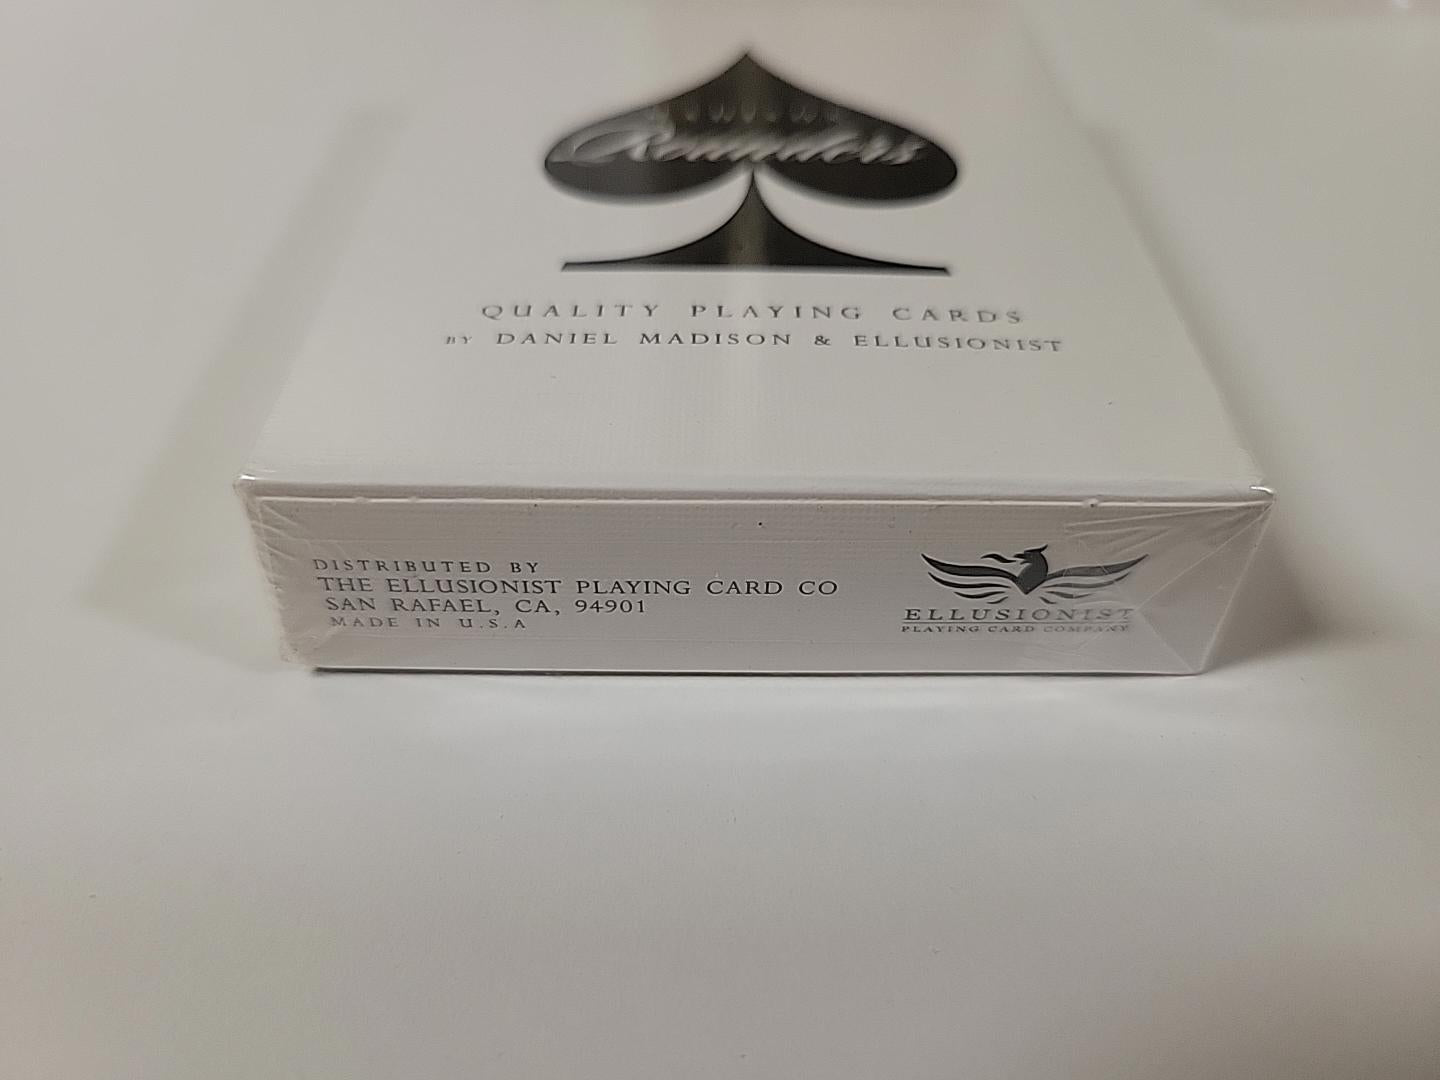 Rounders
QUALITY PLAYING CARDS
BY DANIEL MADISON & ELLUSIONIST
DISTRIBUTED BY
THE ELLUSIONIST PLAYING CARD CO
SAN RAFAEL, CA, 94901
MADE IN U.S.A
ELLUSIONIST
PLAYING CARD COMPANY